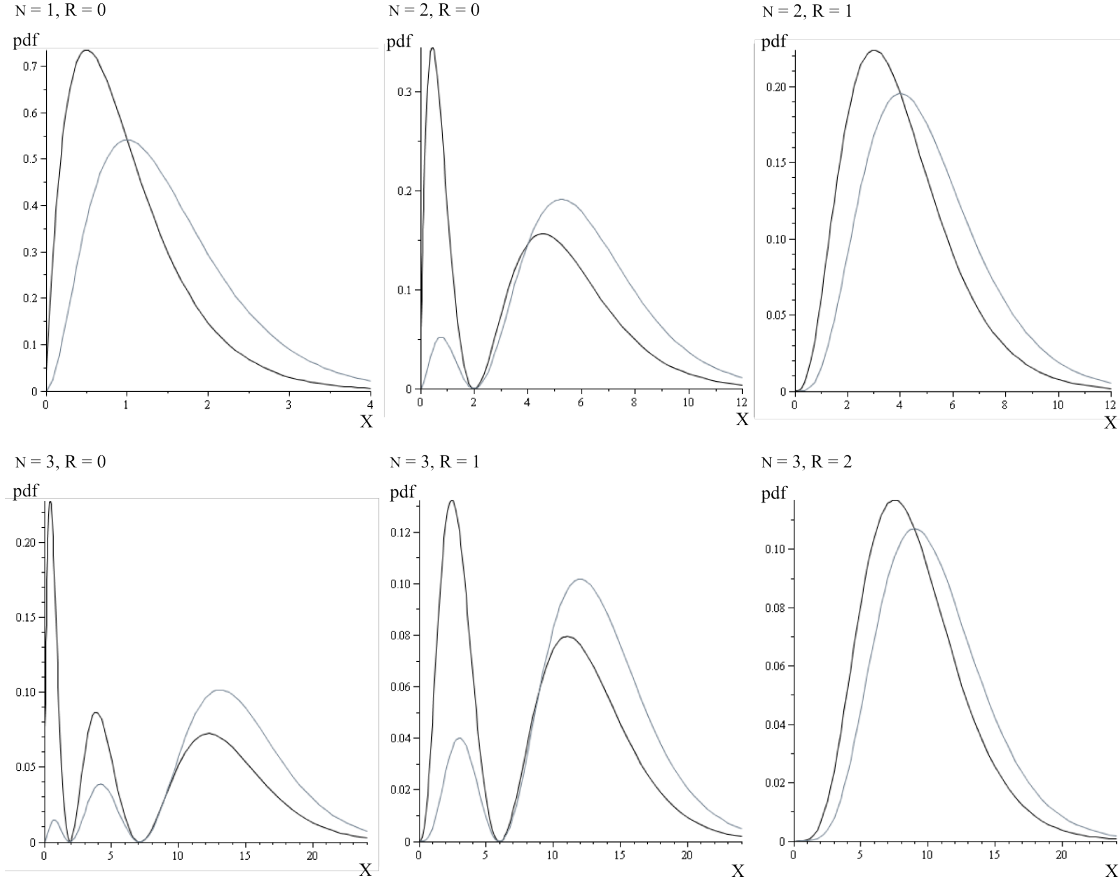 N = 1, R = 0
pdf
0.7
0.6
0.5
0.4
0.3
0.2
0.1
0
0 1 2 3 4
X
N = 2, R = 0
pdf
0.3
0.2
0.1
0
0 2 4 6 8 10 12
X
N = 2, R = 1
pdf
0.20
0.15
0.10
0.05
0
0 2 4 6 8 10 12
X
N = 3, R = 0
pdf
0.20
0.15
0.10
0.05
0
0 5 10 15 20
X
N = 3, R = 1
pdf
0.12
0.10
0.08
0.06
0.04
0.02
0
0 5 10 15 20
X
N = 3, R = 2
pdf
0.10
0.08
0.06
0.04
0.02
0
0 5 10 15 20
X